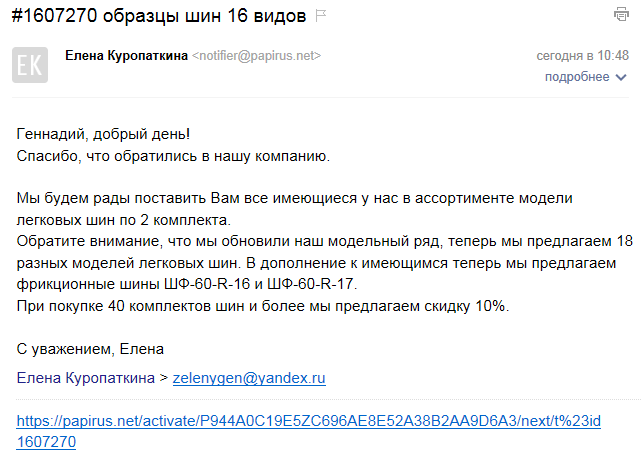 #1607270 образцы шин 16 видов
ЕК
Елена Куропаткина <notifier@papirus.net>
сегодня в 10:48
подробнее
Геннадий, добрый день!
Спасибо, что обратились в нашу компанию.
Мы будем рады поставить Вам все имеющиеся у нас в ассортименте модели
легковых шин по 2 комплекта.
Обратите внимание, что мы обновили наш модельный ряд, теперь мы предлагаем 18
разных моделей легковых шин. В дополнение к имеющимся теперь мы предлагаем
фрикционные шины ШФ-60-R-16 и ШФ-60-R-17.
При покупке 40 комплектов шин и более мы предлагаем скидку 10%.
С уважением, Елена
Елена Куропаткина > zelenygen@yandex.ru
https://papirus.net/activate/P944A0C19E5ZC696AE8E52A38B2AA9D6A3/next/t%23id
1607270